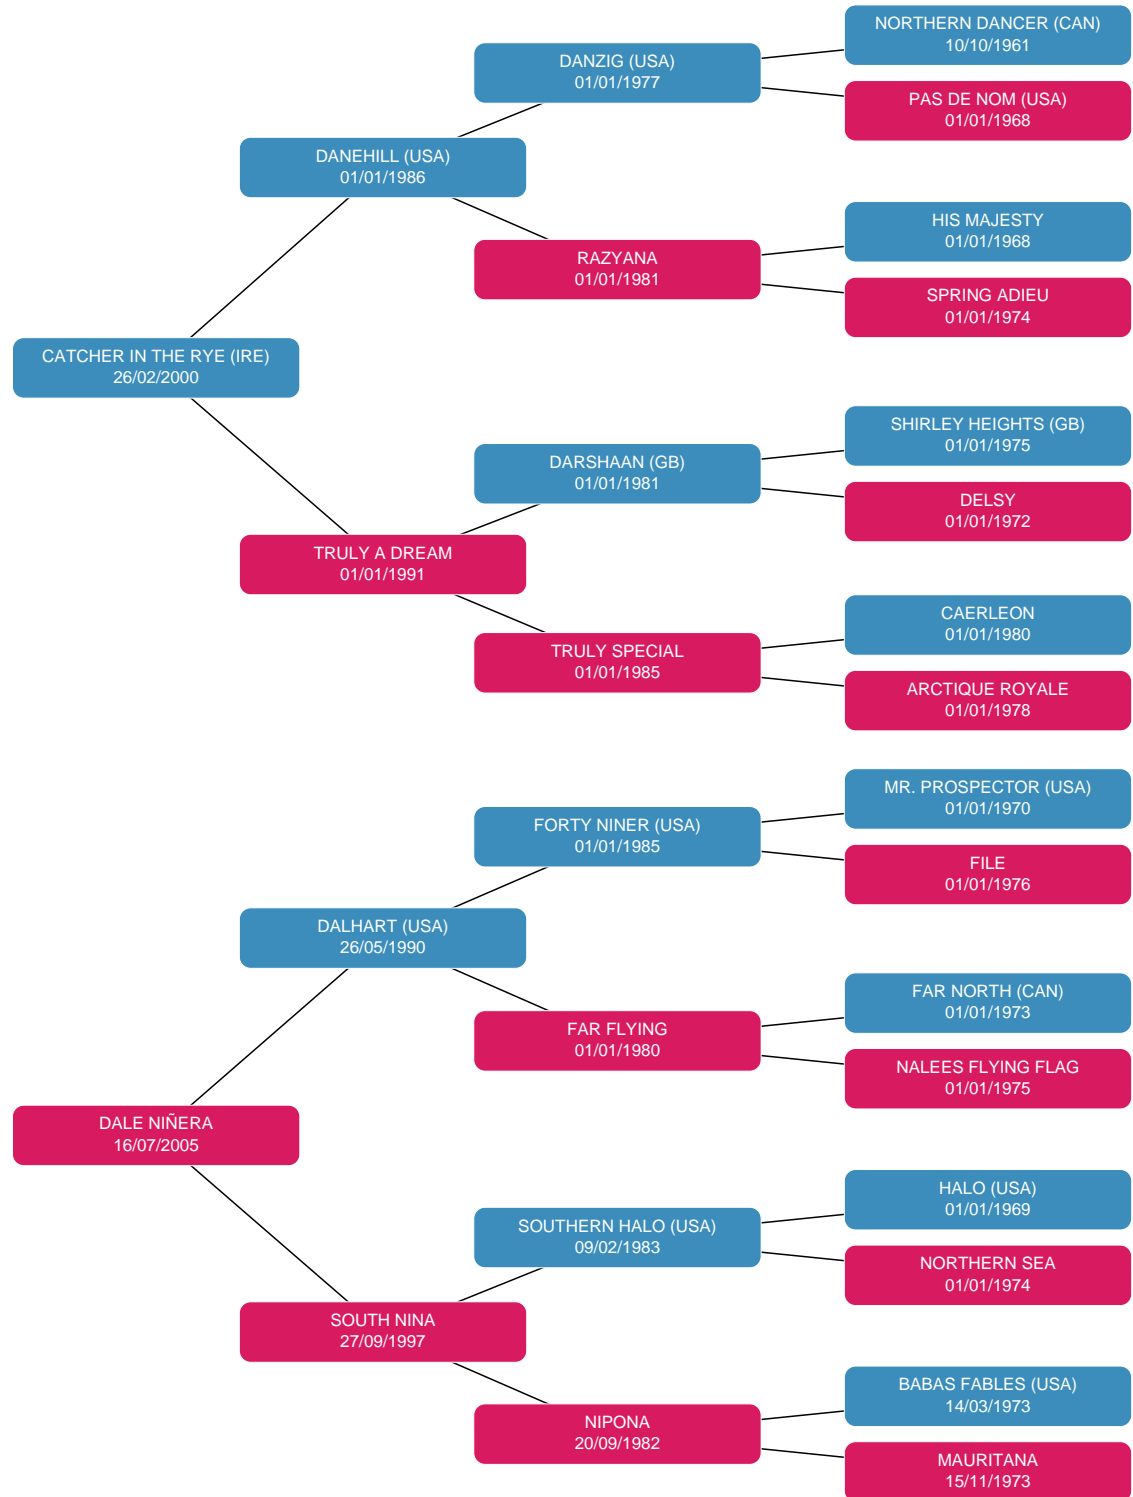 NORTHERN DANCER (CAN)
10/10/1961
DANZIG (USA)
01/01/1977
PAS DE NOM (USA)
01/01/1968
DANEHILL (USA)
01/01/1986
HIS MAJESTY
01/01/1968
RAZYANA
01/01/1981
SPRING ADIEU
01/01/1974
CATCHER IN THE RYE (IRE)
26/02/2000
SHIRLEY HEIGHTS (GB)
01/01/1975
DARSHAAN (GB)
01/01/1981
DELSY
01/01/1972
TRULY A DREAM
01/01/1991
CAERLEON
01/01/1980
TRULY SPECIAL
01/01/1985
ARCTIQUE ROYALE
01/01/1978
MR. PROSPECTOR (USA)
01/01/1970
FORTY NINER (USA)
01/01/1985
FILE
01/01/1976
DALHART (USA)
26/05/1990
FAR NORTH (CAN)
01/01/1973
FAR FLYING
01/01/1980
NALEES FLYING FLAG
01/01/1975
DALE NIÑERA
16/07/2005
HALO (USA)
01/01/1969
SOUTHERN HALO (USA)
09/02/1983
NORTHERN SEA
01/01/1974
SOUTH NINA
27/09/1997
BABAS FABLES (USA)
14/03/1973
NIPONA
20/09/1982
MAURITANA
15/11/1973